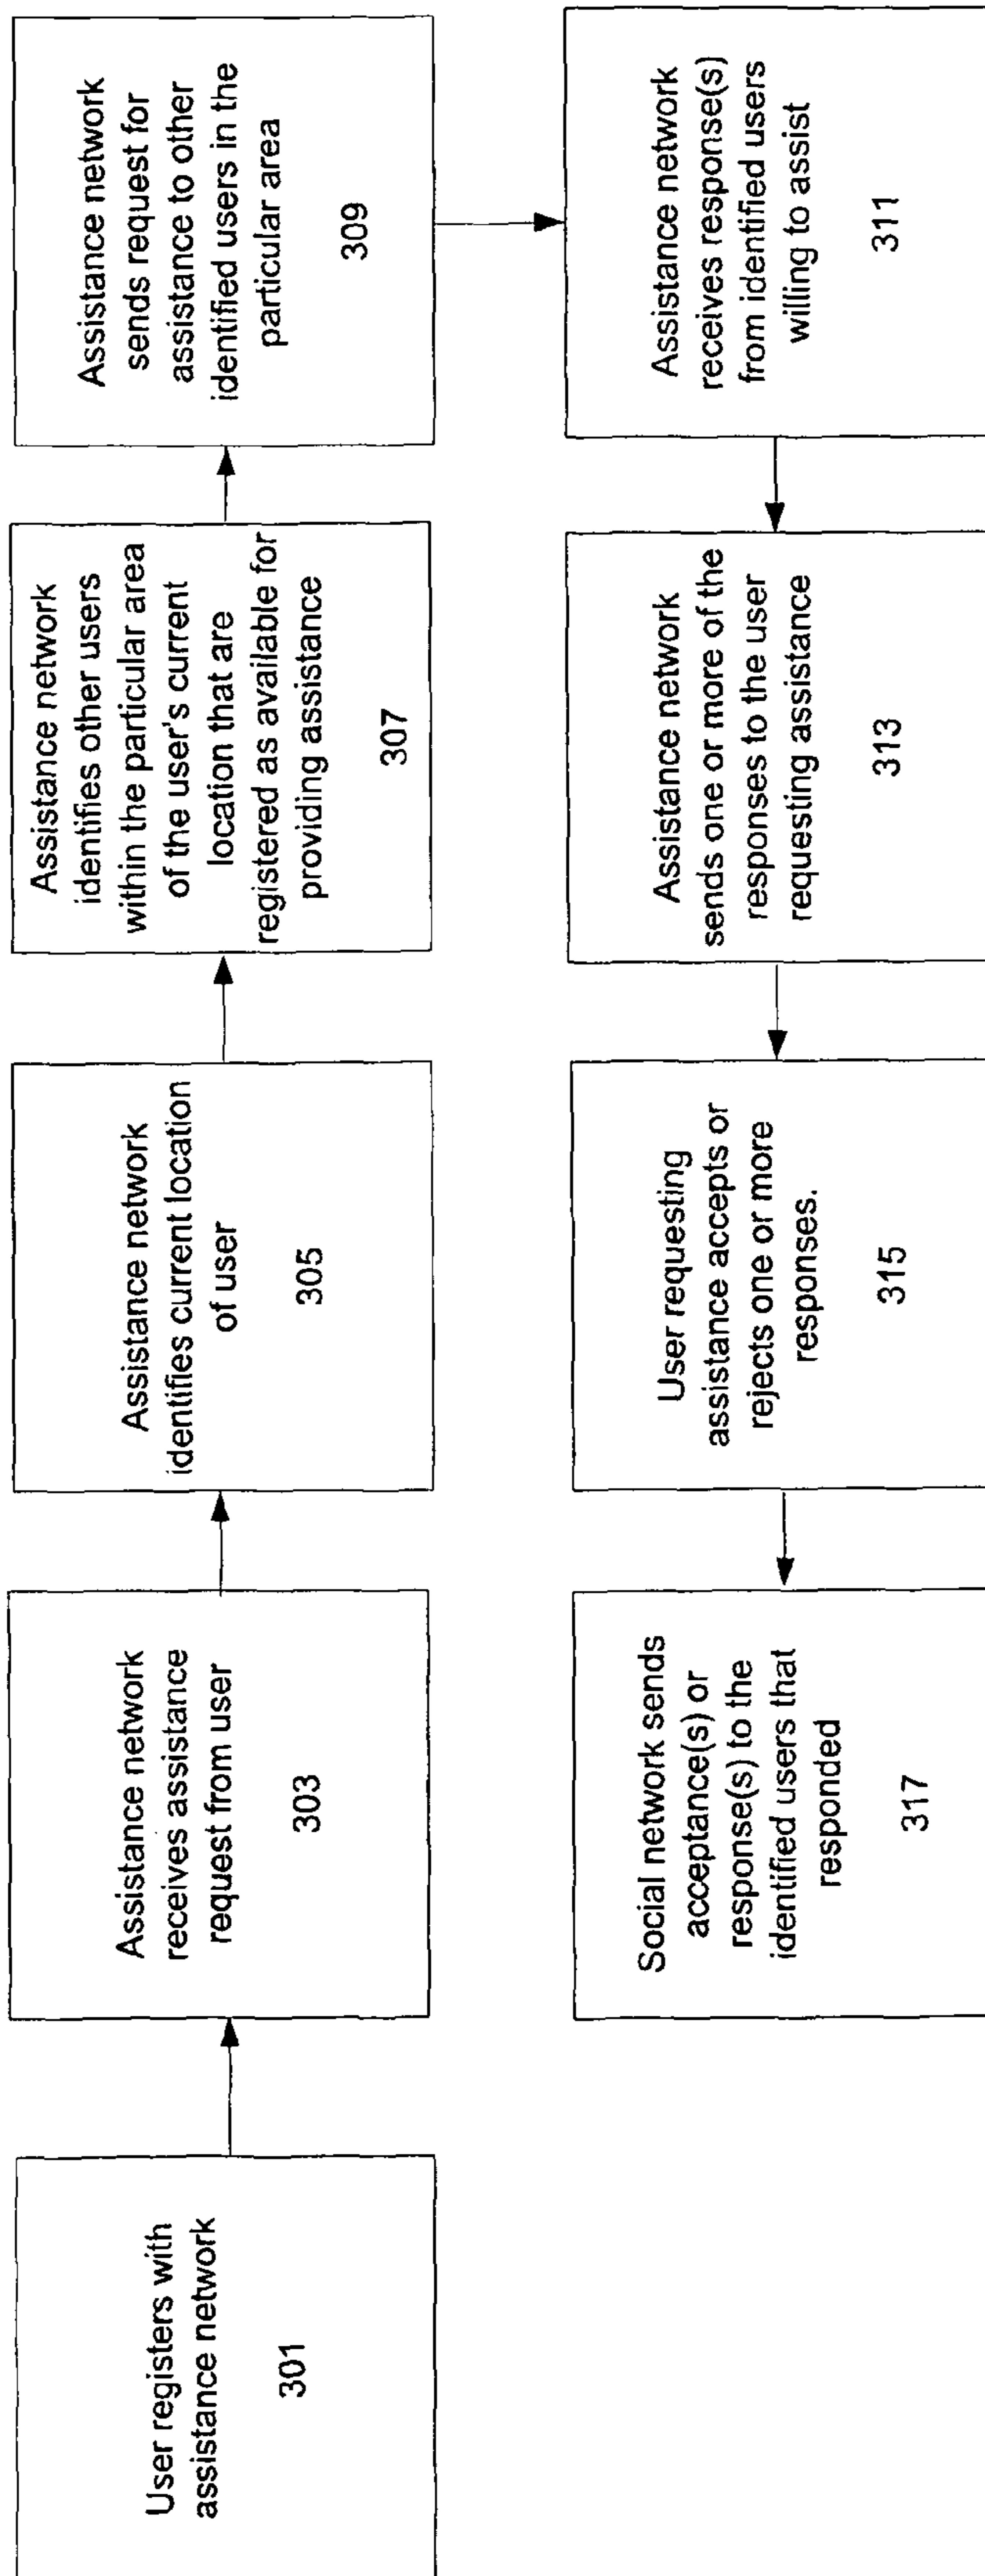 User registers with
assistance network
301
Assistance network
receives assistance
request from user
303
Assistance network
identifies current location
of user
305
Assistance network
identifies other users
within the particular area
of the user's current
location that are
registered as available for
providing assistance
307
Assistance network
sends request for
assistance to other
identified users in the
particular area
309
Assistance network
receives response(s)
from identified users
willing to assist
311
Assistance network
sends one or more of the
responses to the user
requesting assistance
313
User requesting
assistance accepts or
rejects one or more
responses.
315
Social network sends
acceptance(s) or
response(s) to the
identified users that
responded
317